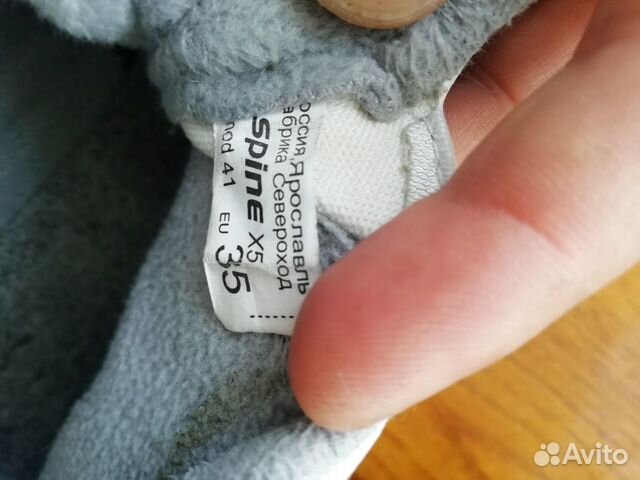 оссия, Ярославль
абрика Североход
spine X5
mod 41 EU 35
Avito